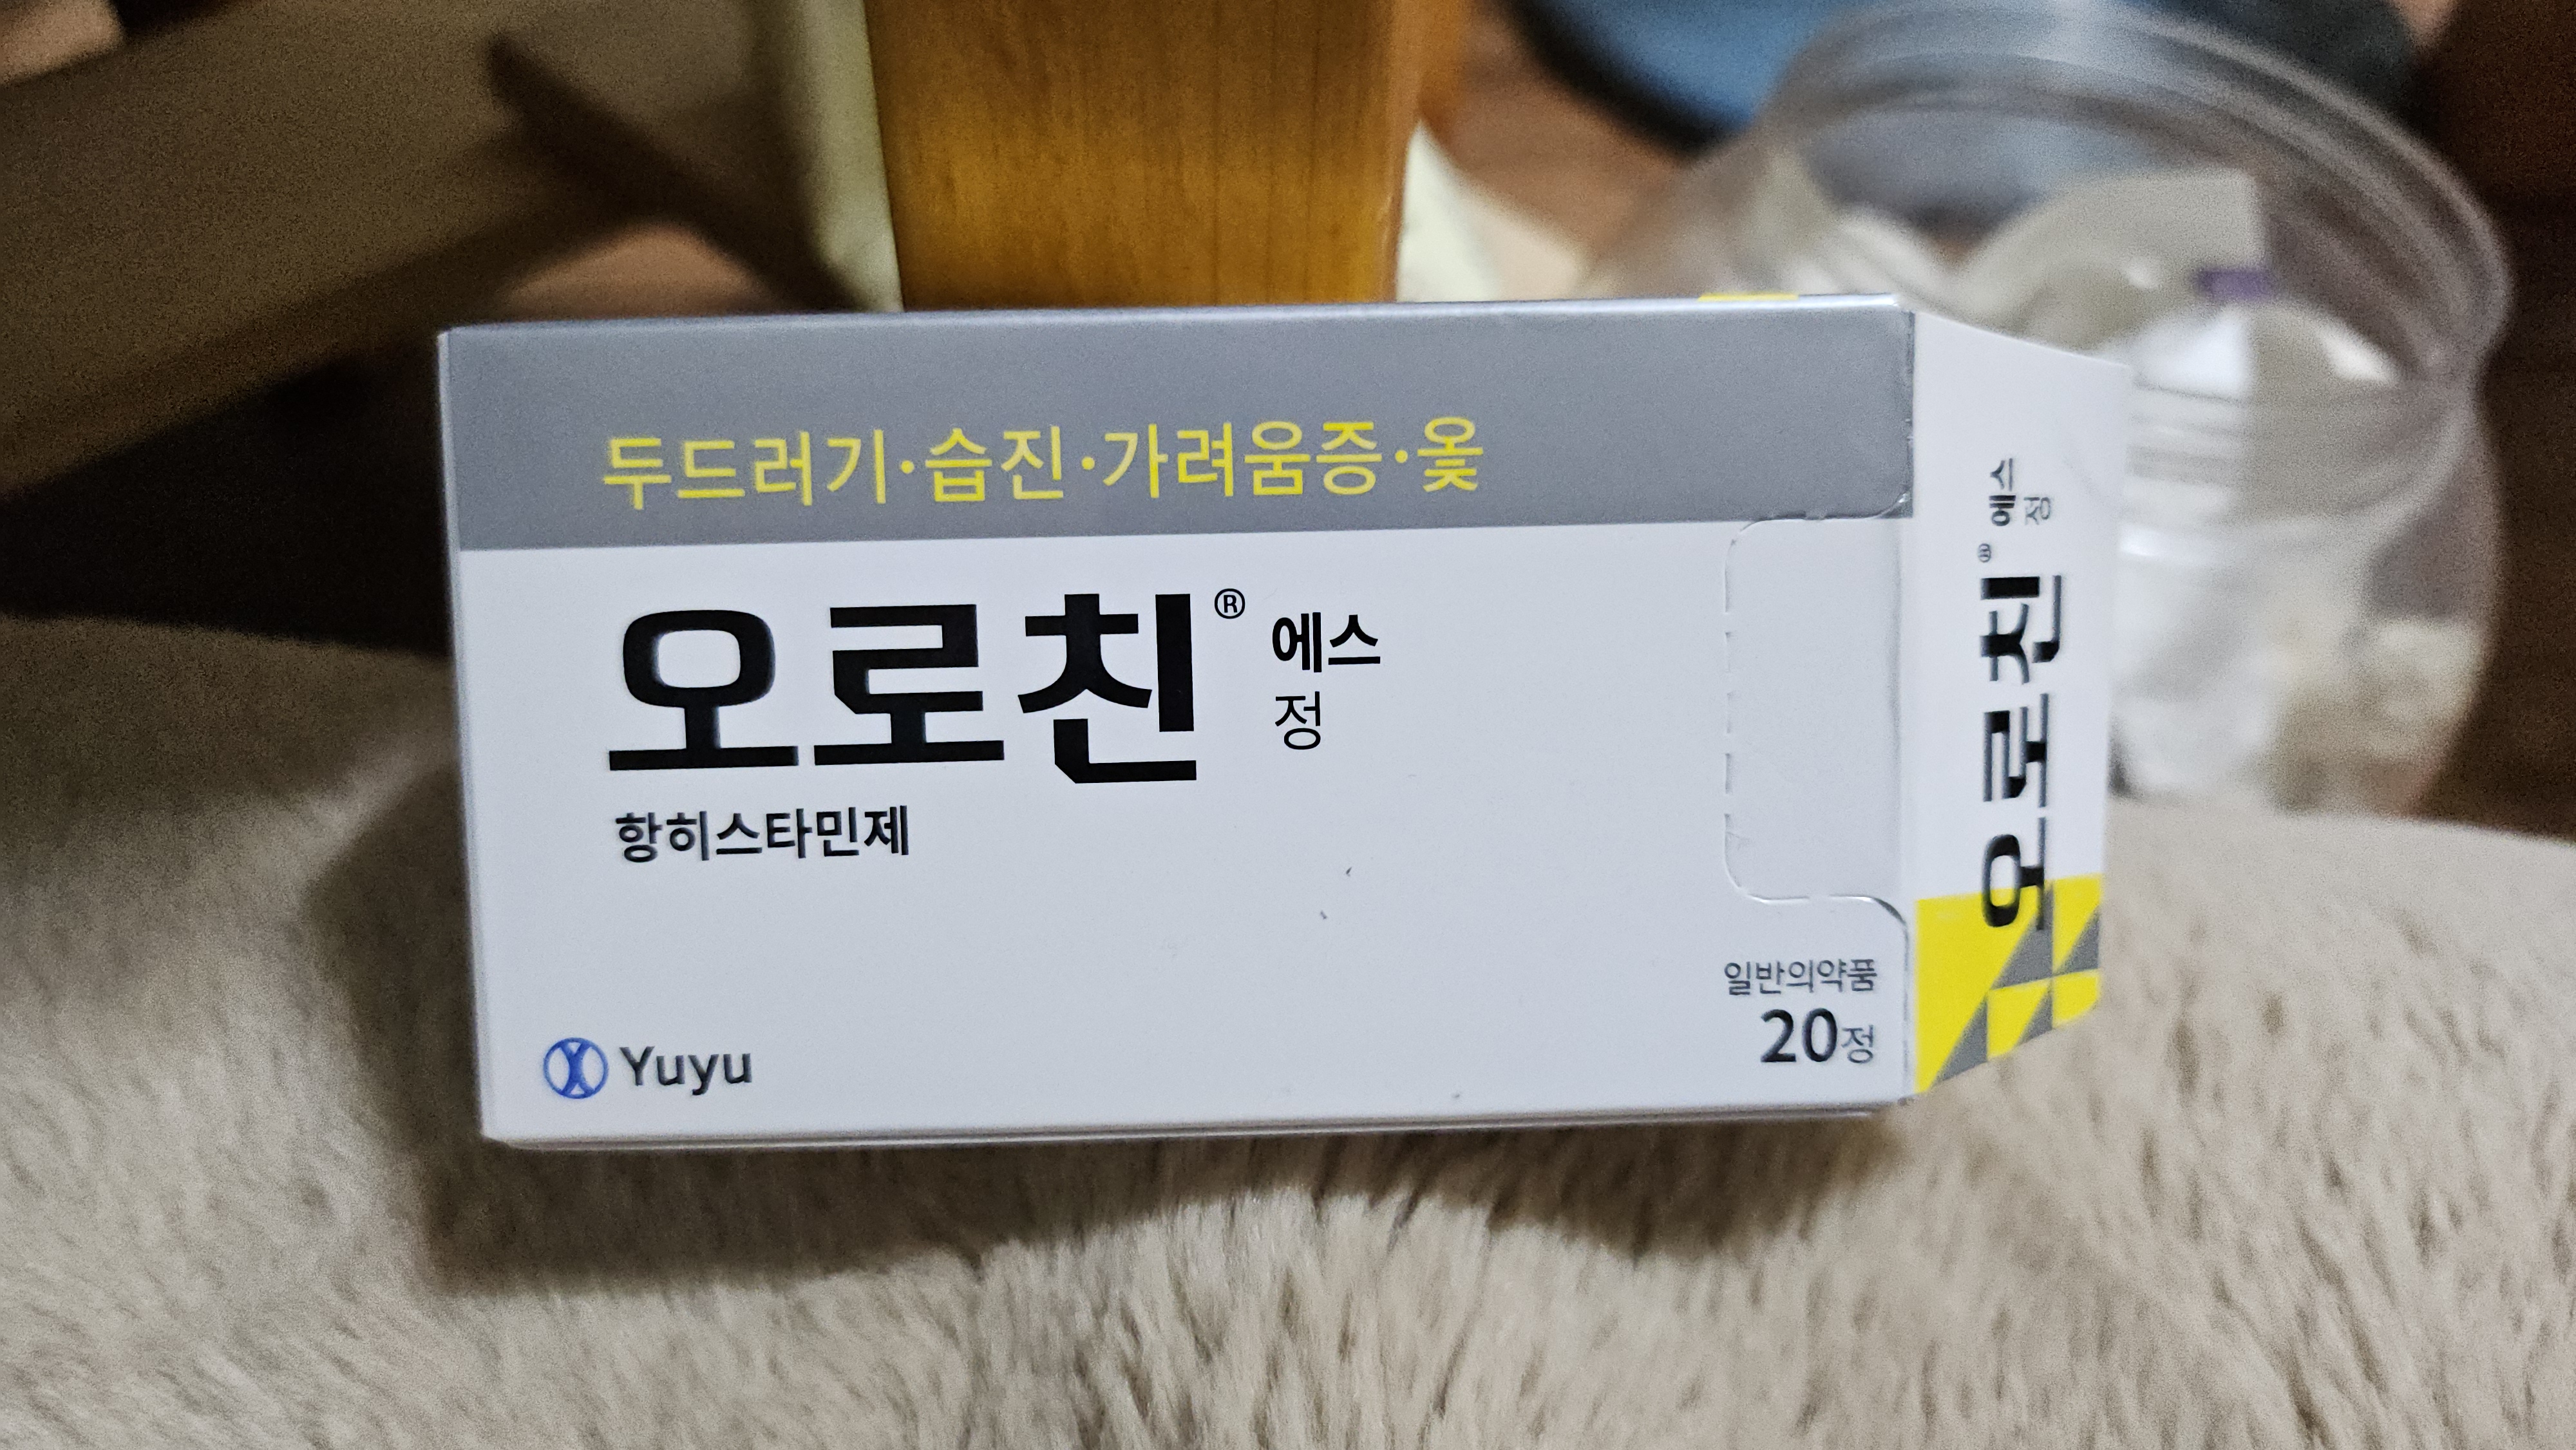 두드러기·습진·가려움증·옻
오로친® 에스
정
항히스타민제
일반의약품
20정
Yuyu
오로친® 에스
정